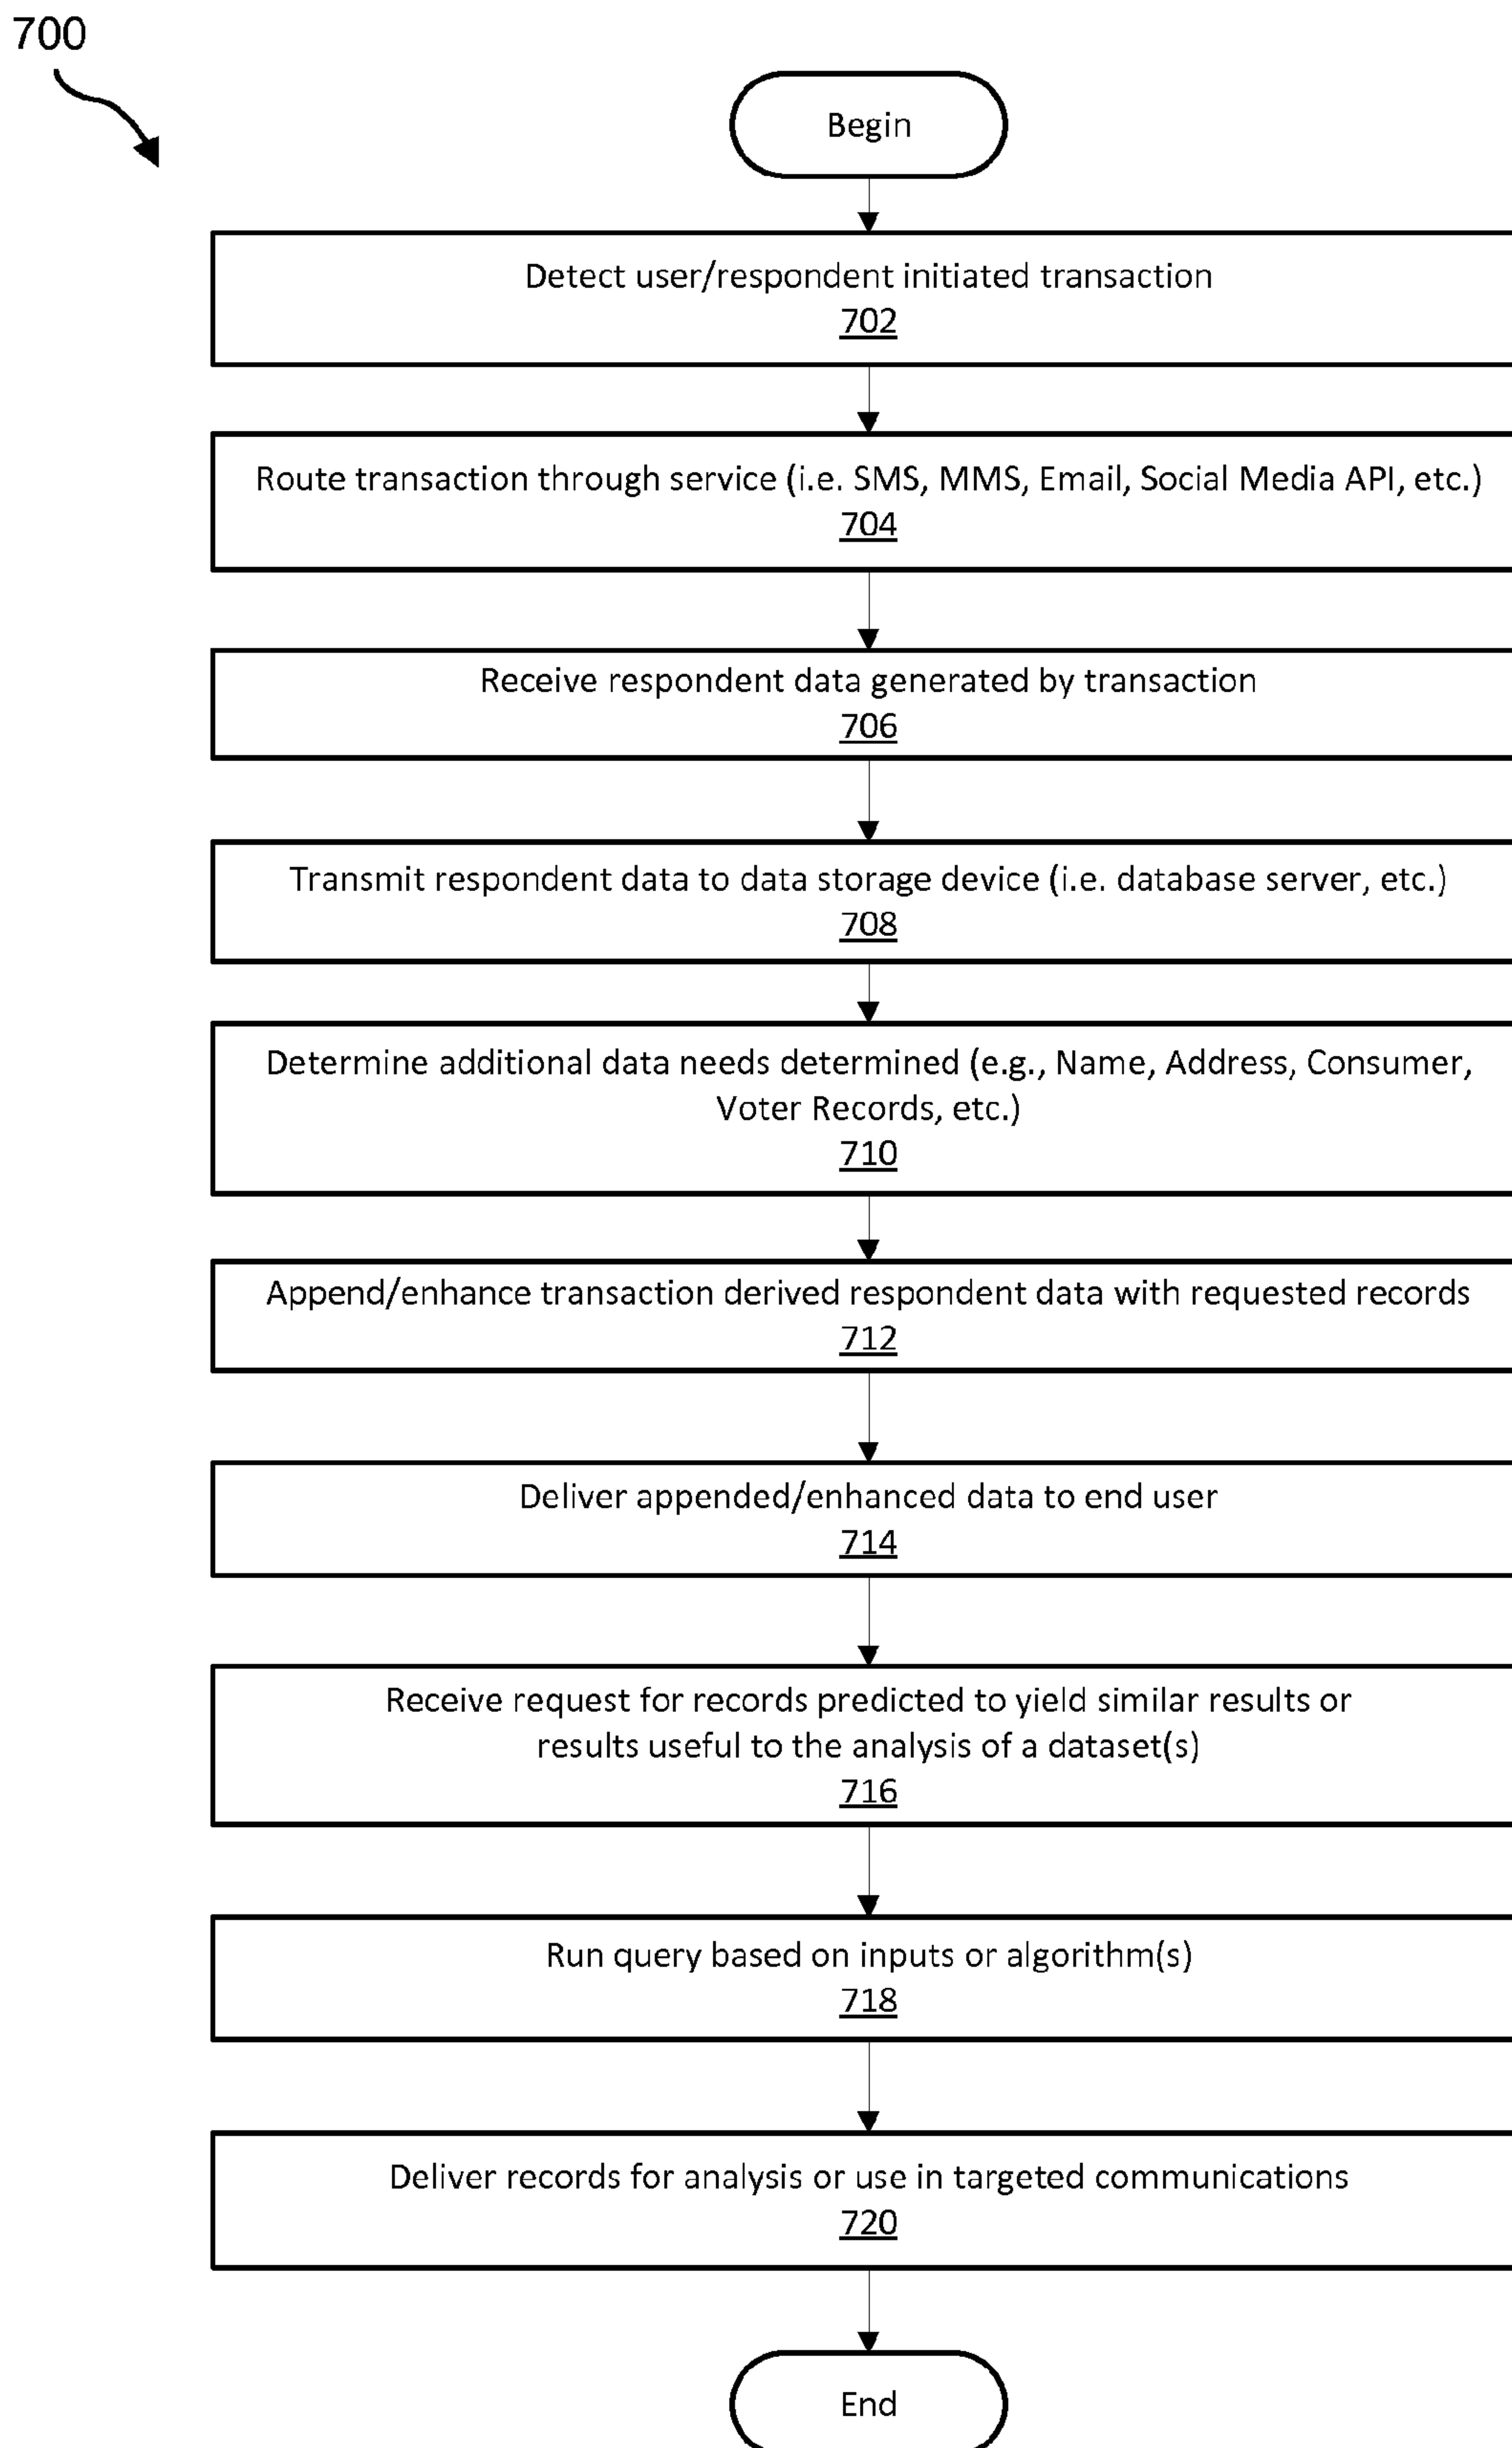 700
Begin
Detect user/respondent initiated transaction
702
Route transaction through service (i.e. SMS, MMS, Email, Social Media API, etc.)
704
Receive respondent data generated by transaction
706
Transmit respondent data to data storage device (i.e. database server, etc.)
708
Determine additional data needs determined (e.g., Name, Address, Consumer,
Voter Records, etc.)
710
Append/enhance transaction derived respondent data with requested records
712
Deliver appended/enhanced data to end user
714
Receive request for records predicted to yield similar results or
results useful to the analysis of a dataset(s)
716
Run query based on inputs or algorithm(s)
718
Deliver records for analysis or use in targeted communications
720
End